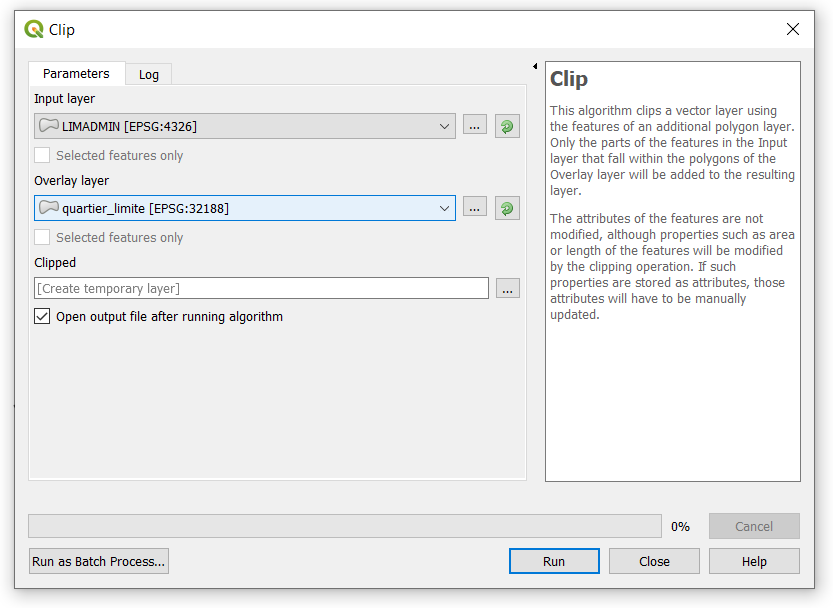 Clip
Parameters
Log
Input layer
LIMADMIN [EPSG:4326]
...
Selected features only
Overlay layer
quartier_limite [EPSG:32188]
...
Selected features only
Clipped
[Create temporary layer]
...
Open output file after running algorithm
Clip
This algorithm clips a vector layer using
the features of an additional polygon layer.
Only the parts of the features in the Input
layer that fall within the polygons of the
Overlay layer will be added to the resulting
layer.
The attributes of the features are not
modified, although properties such as area
or length of the features will be modified
by the clipping operation. If such
properties are stored as attributes, those
attributes will have to be manually
updated.
0%
Cancel
Run as Batch Process...
Run
Close
Help